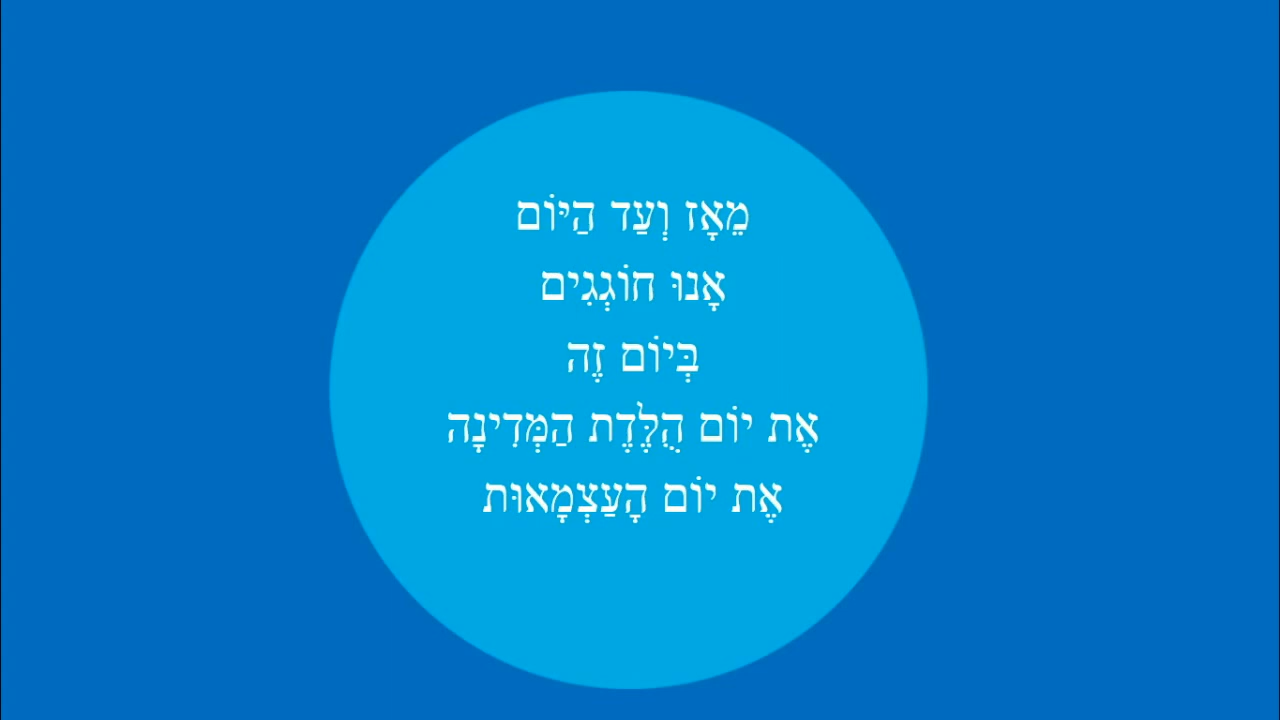 מֵאָז וְעַד הַיּוֹם
אָנוּ חוֹגְגִים
בְּיוֹם זֶה
אֶת יוֹם הֻלֶּדֶת הַמְּדִינָה
אֶת יוֹם הָעַצְמָאוּת